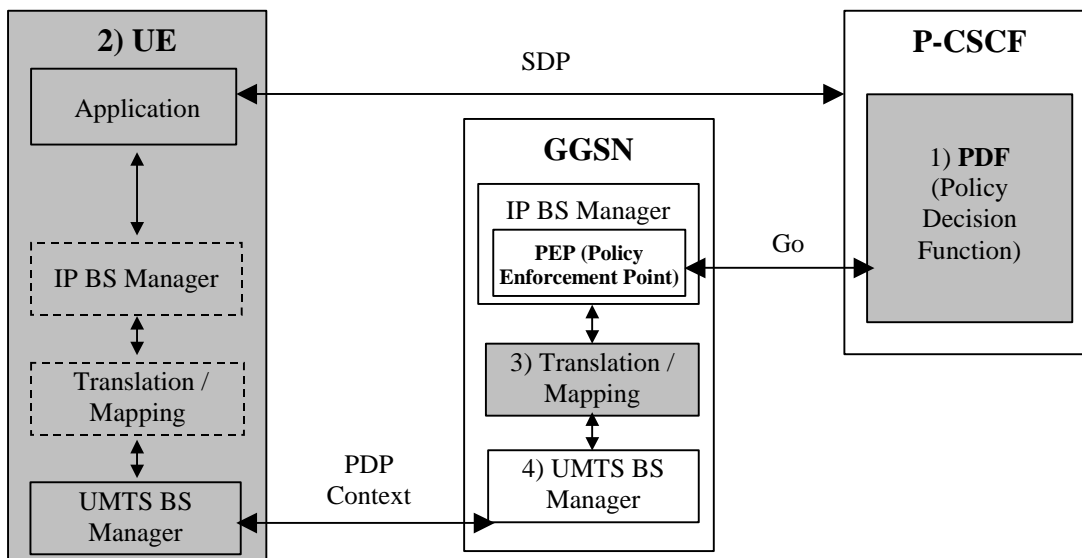 2) UE
Application
IP BS Manager
Translation /
Mapping
UMTS BS
Manager
SDP
PDP
Context
GGSN
IP BS Manager
PEP (Policy
Enforcement Point)
3) Translation /
Mapping
4) UMTS BS
Manager
Go
P-CSCF
1) PDF
(Policy
Decision
Function)